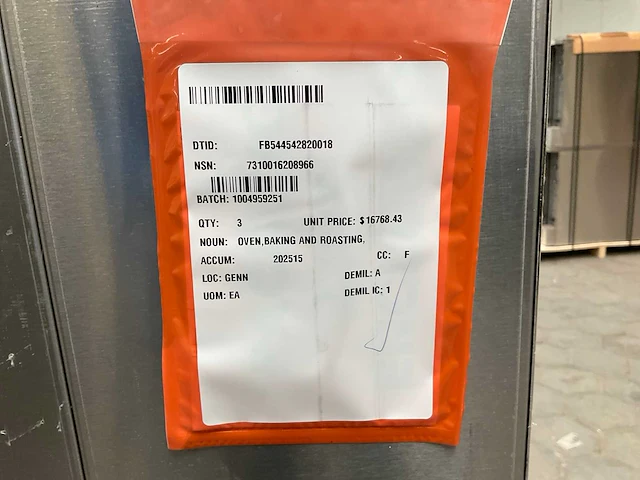 DTID: FB544542820018
NSN: 7310016208966
BATCH: 1004959251
QTY: 3 UNIT PRICE: $16768.43
NOUN: OVEN,BAKING AND ROASTING,
ACCUM: 202515 CC: F
LOC: GENN DEMIL: A
UOM: EA DEMIL IC: 1